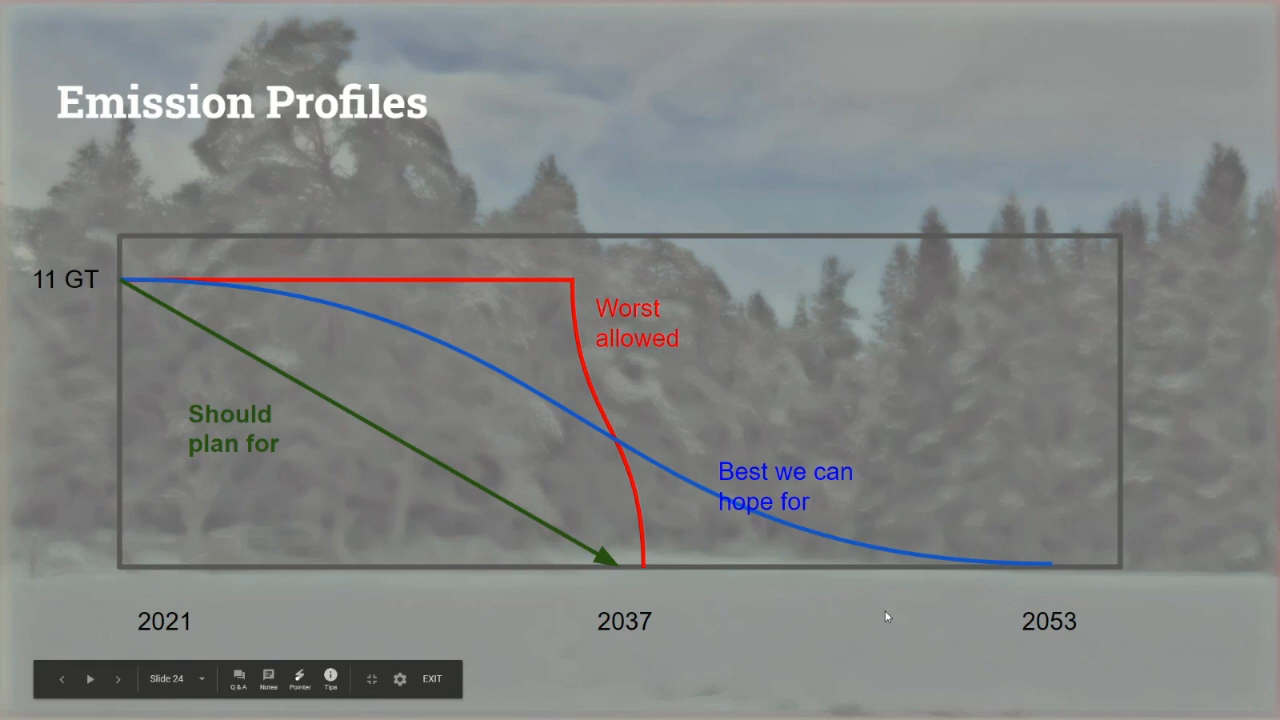 Emission Profiles
11 GT
Worst
allowed
Should
plan for
Best we can
hope for
2021
2037
2053
Slide 24
Q & A
Notes
Pointer
Tips
EXIT